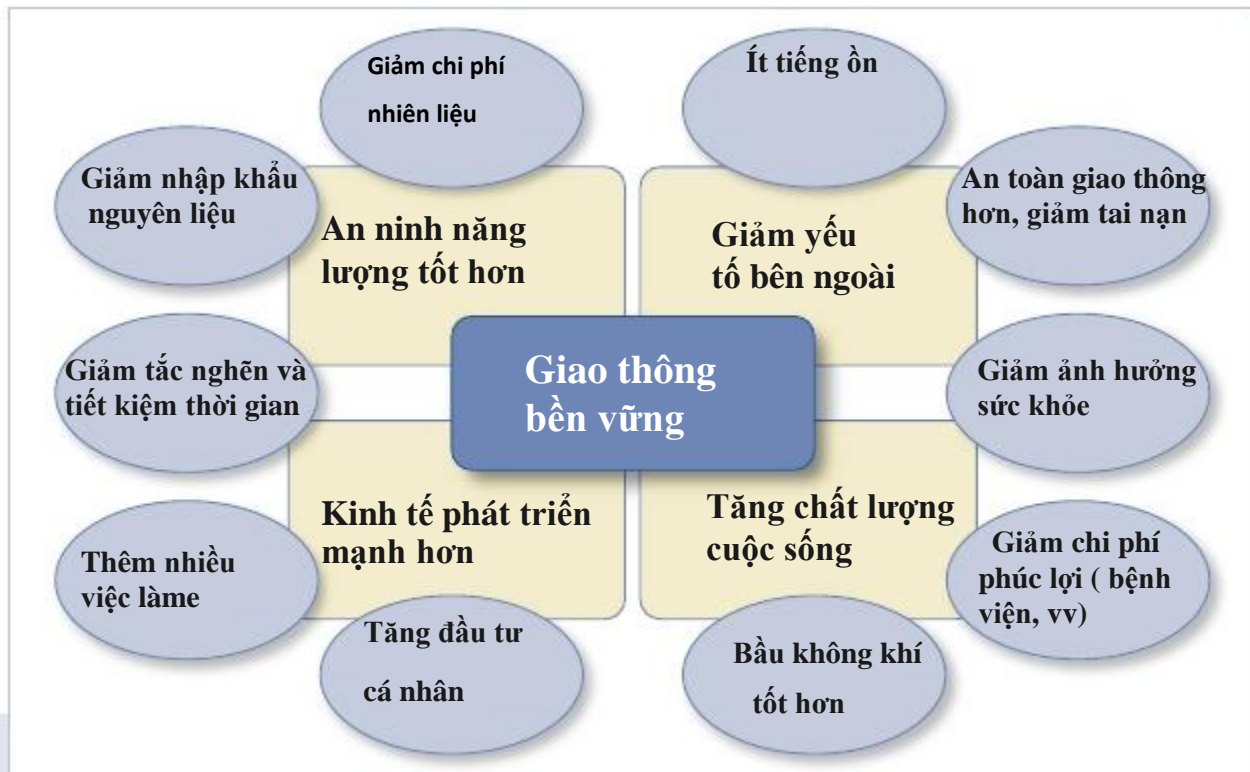 Giảm chi phí
nhiên liệu
Ít tiếng ồn
Giảm nhập khẩu
nguyên liệu
An toàn giao thông
hơn, giảm tai nạn
An ninh năng
lượng tốt hơn
Giảm yếu
tố bên ngoài
Giảm tắc nghẽn và
tiết kiệm thời gian
Giao thông
bền vững
Giảm ảnh hưởng
sức khỏe
Kinh tế phát triển
mạnh hơn
Tăng chất lượng
cuộc sống
Thêm nhiều
việc làme
Giảm chi phí
phúc lợi ( bệnh
viện, vv)
Tăng đầu tư
cá nhân
Bầu không khí
tốt hơn